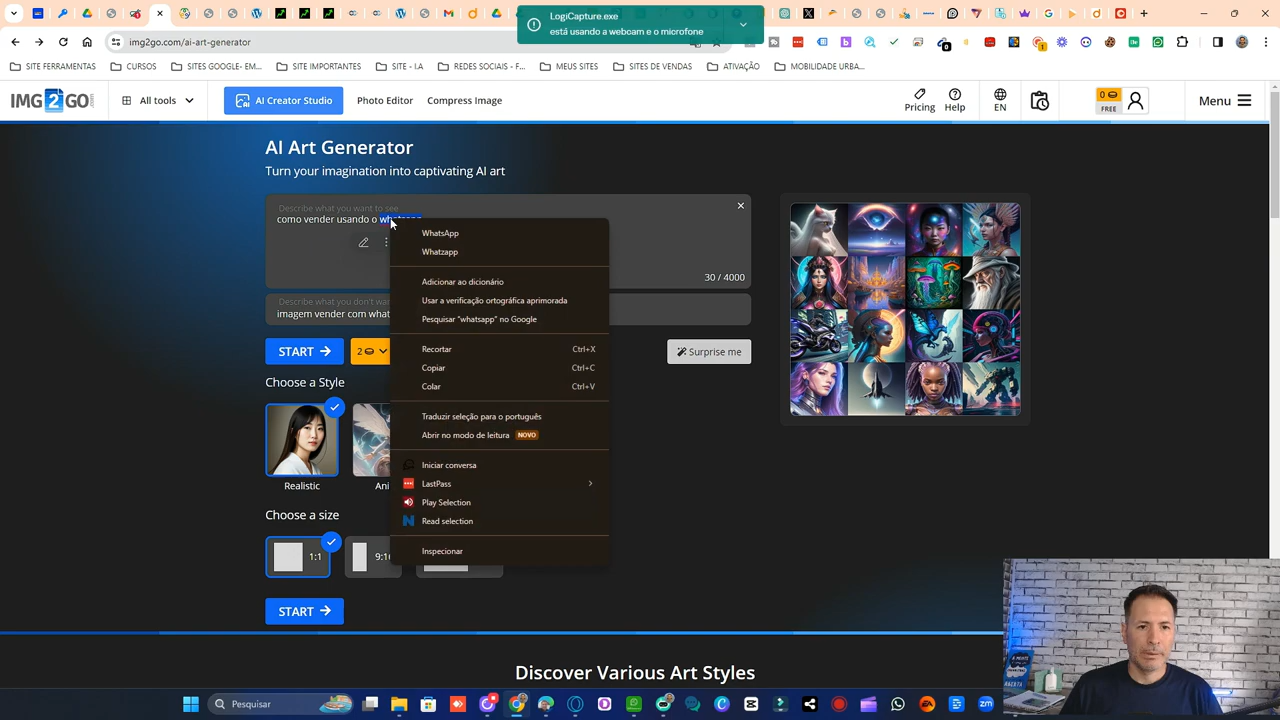 LogiCapture.exe
está usando a webcam e o microfone
img2go.com/ai-art-generator
SITE FERRAMENTAS
CURSOS
SITES GOOGLE- EM...
SITE IMPORTANTES
SITE - I.A
REDES SOCIAIS - F...
MEUS SITES
SITES DE VENDAS
ATIVAÇÃO
MOBILIDADE URBA...
IMG2GO.com
All tools
AI Creator Studio
Photo Editor
Compress Image
Pricing
Help
EN
0
FREE
Menu
AI Art Generator
Turn your imagination into captivating AI art
Describe what you want to see
como vender usando o whatsapp
30 / 4000
Describe what you don't wan
imagem vender com what
START
2
Surprise me
Choose a Style
Realistic
Ani
Choose a size
1:1
9:16
START
Discover Various Art Styles
WhatsApp
Whatzapp
Adicionar ao dicionário
Usar a verificação ortográfica aprimorada
Pesquisar "whatsapp" no Google
Recortar Ctrl+X
Copiar Ctrl+C
Colar Ctrl+V
Traduzir seleção para o português
Abrir no modo de leitura NOVO
Iniciar conversa
LastPass
Play Selection
Read selection
Inspecionar
Pesquisar